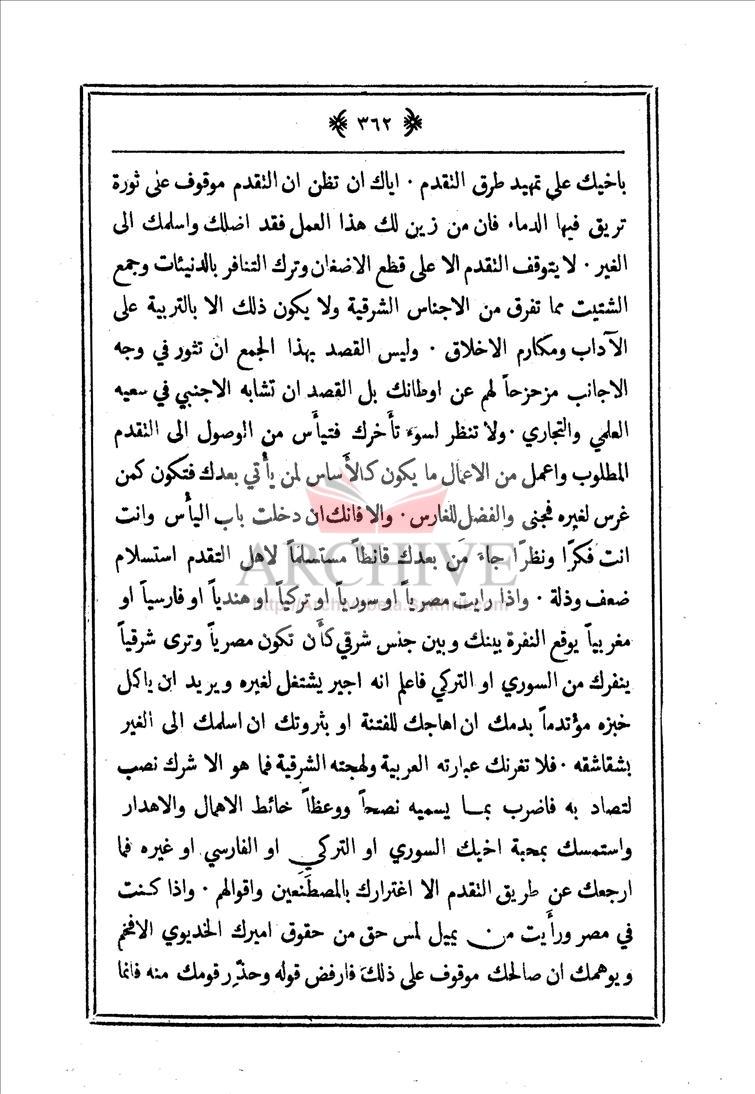 ﴿ ٣٦٢ ﴾
باخيك على تمهيد طرق التقدم · اياك ان تظن ان التقدم موقوف على ثورة
تريق فيها الدماء فان من زين لك هذا العمل فقد اضلك واسلمك الى
الغير · لا يتوقف التقدم الا على قطع الاضغان وترك التنافر بالدنيئات وجمع
الشتيت مما تفرق من الاجناس الشرقية ولا يكون ذلك الا بالتربية على
الآداب ومكارم الاخلاق · وليس القصد بهذا الجمع ان تثور في وجه
الاجانب مزحزحاً لهم عن اوطانك بل القصد ان تشابه الاجنبي في سعيه
العلمي والتجاري · ولا تنظر لسوء تأخرك فتيأس من الوصول الى التقدم
المطلوب واعمل من الاعمال ما يكون كالأساس لمن يأتي بعدك فتكون كمن
غرس لغيره فجنى والفضل للغارس · والا فانك ان دخلت باب اليأس وانت
انت فكرًا ونظرًا جاء من بعدك قانطاً مستسلماً لاهل التقدم استسلام
ضعف وذلة · واذا رايت مصرياً او سورياً او تركياً او هندياً او فارسياً او
مغربياً يوقع النفرة بينك وبين جنس شرقي كأن تكون مصرياً وترى شرقياً
ينفرك من السوري او التركي فاعلم انه اجير يشتغل لغيره ويريد ان ياكل
خبزه مؤتدماً بدمك ان اهاجك للفتنة او بثروتك ان اسلمك الى الغير
بشقاشقه · فلا تغرنك عبارته العربية ولهجته الشرقية فما هو الا شرك نصب
لتصاد به فاضرب بما يسميه نصحاً ووعظاً حائط الاهمال والاهدار
واستمسك بمحبة اخيك السوري او التركي او الفارسي او غيره فما
ارجعك عن طريق التقدم الا اغترارك بالمصطنعين واقوالهم · واذا كنت
في مصر ورأيت من يميل لمس حق من حقوق اميرك الخديوي الافخم
ويوهمك ان صالحك موقوف على ذلك فارفض قوله وحذّر قومك منه فانما
ARCHIVE